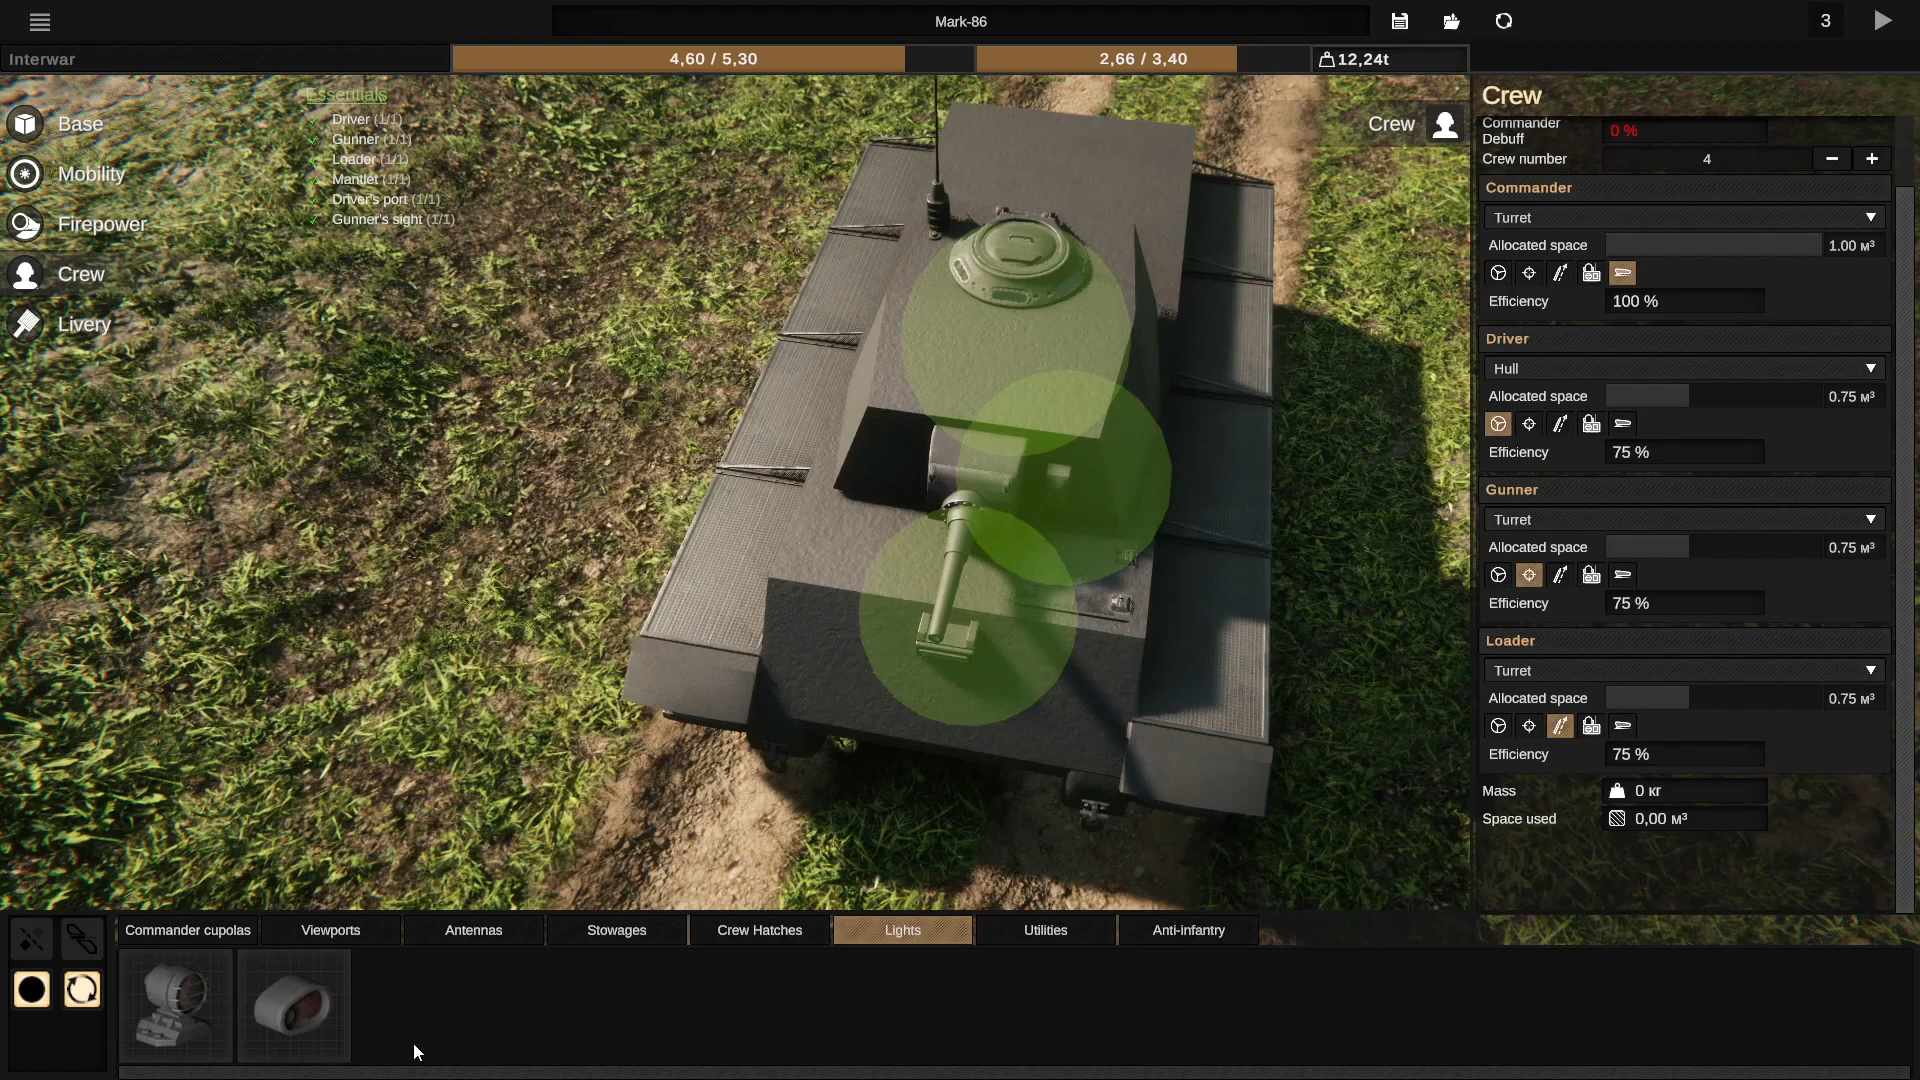 Mark-86
3
Interwar
4,60 / 5,30
2,66 / 3,40
12,24t
Base
Mobility
Firepower
Crew
Livery
Essentials
Driver (1/1)
Gunner (1/1)
Loader (1/1)
Mantlet (1/1)
Driver's port (1/1)
Gunner's sight (1/1)
Crew
Crew
Commander
Debuff
0 %
Crew number
4
Commander
Turret
Allocated space
1.00 м³
Efficiency
100 %
Driver
Hull
Allocated space
0.75 м³
Efficiency
75 %
Gunner
Turret
Allocated space
0.75 м³
Efficiency
75 %
Loader
Turret
Allocated space
0.75 м³
Efficiency
75 %
Mass
0 кг
Space used
0,00 м³
Commander cupolas
Viewports
Antennas
Stowages
Crew Hatches
Lights
Utilities
Anti-infantry